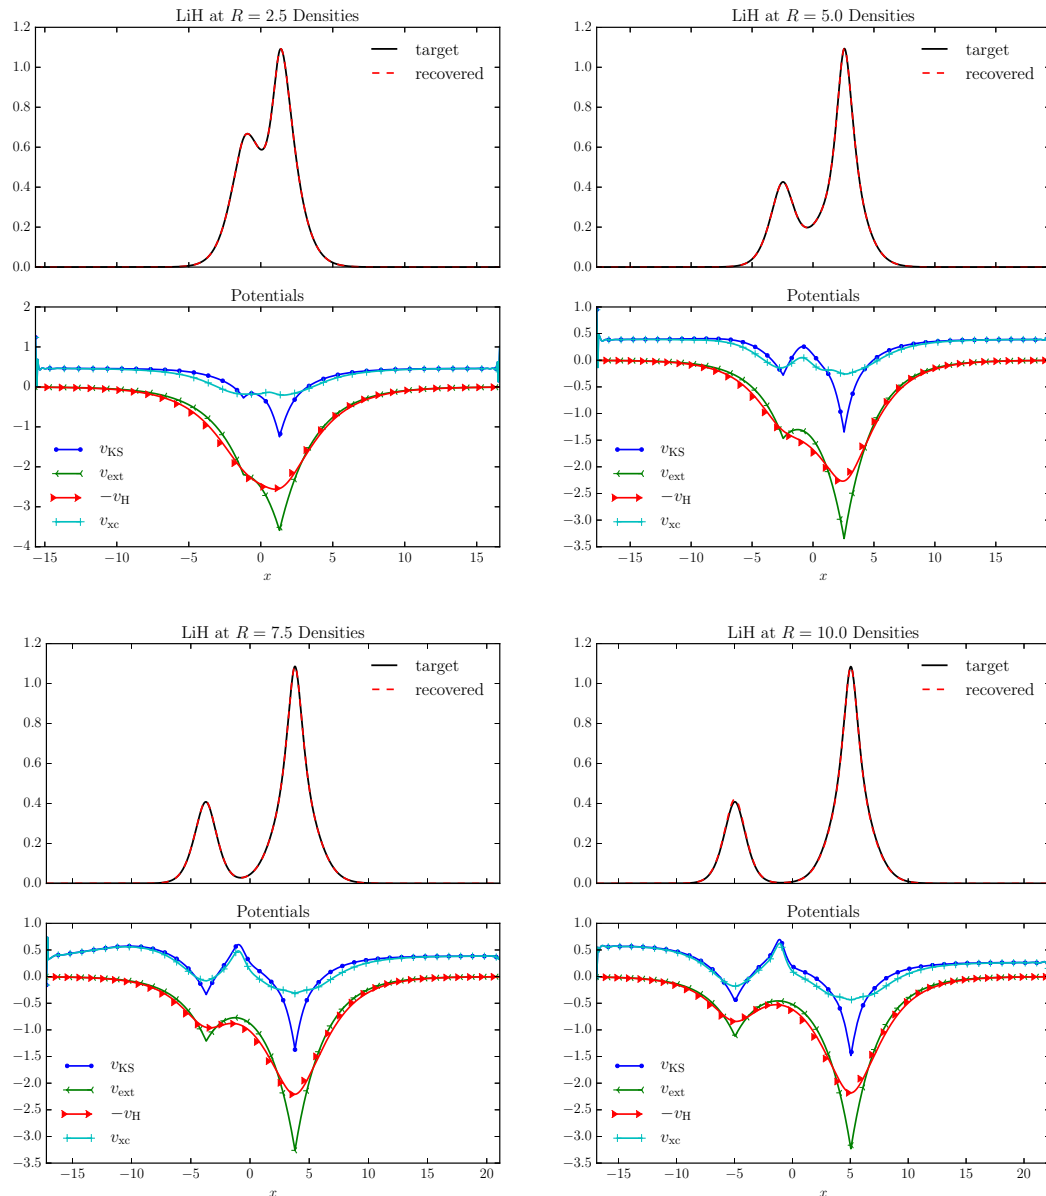 LiH at R = 2.5 Densities
1.2
1.0
0.8
0.6
0.4
0.2
0.0
target
recovered
Potentials
2
1
0
−1
−2
−3
−4
v_KS
v_ext
−v_H
v_xc
−15 −10 −5 0 5 10 15
x
LiH at R = 5.0 Densities
1.2
1.0
0.8
0.6
0.4
0.2
0.0
target
recovered
Potentials
1.0
0.5
0.0
−0.5
−1.0
−1.5
−2.0
−2.5
−3.0
−3.5
v_KS
v_ext
−v_H
v_xc
−15 −10 −5 0 5 10 15
x
LiH at R = 7.5 Densities
1.2
1.0
0.8
0.6
0.4
0.2
0.0
target
recovered
Potentials
1.0
0.5
0.0
−0.5
−1.0
−1.5
−2.0
−2.5
−3.0
−3.5
v_KS
v_ext
−v_H
v_xc
−15 −10 −5 0 5 10 15 20
x
LiH at R = 10.0 Densities
1.2
1.0
0.8
0.6
0.4
0.2
0.0
target
recovered
Potentials
1.0
0.5
0.0
−0.5
−1.0
−1.5
−2.0
−2.5
−3.0
−3.5
v_KS
v_ext
−v_H
v_xc
−15 −10 −5 0 5 10 15 20
x